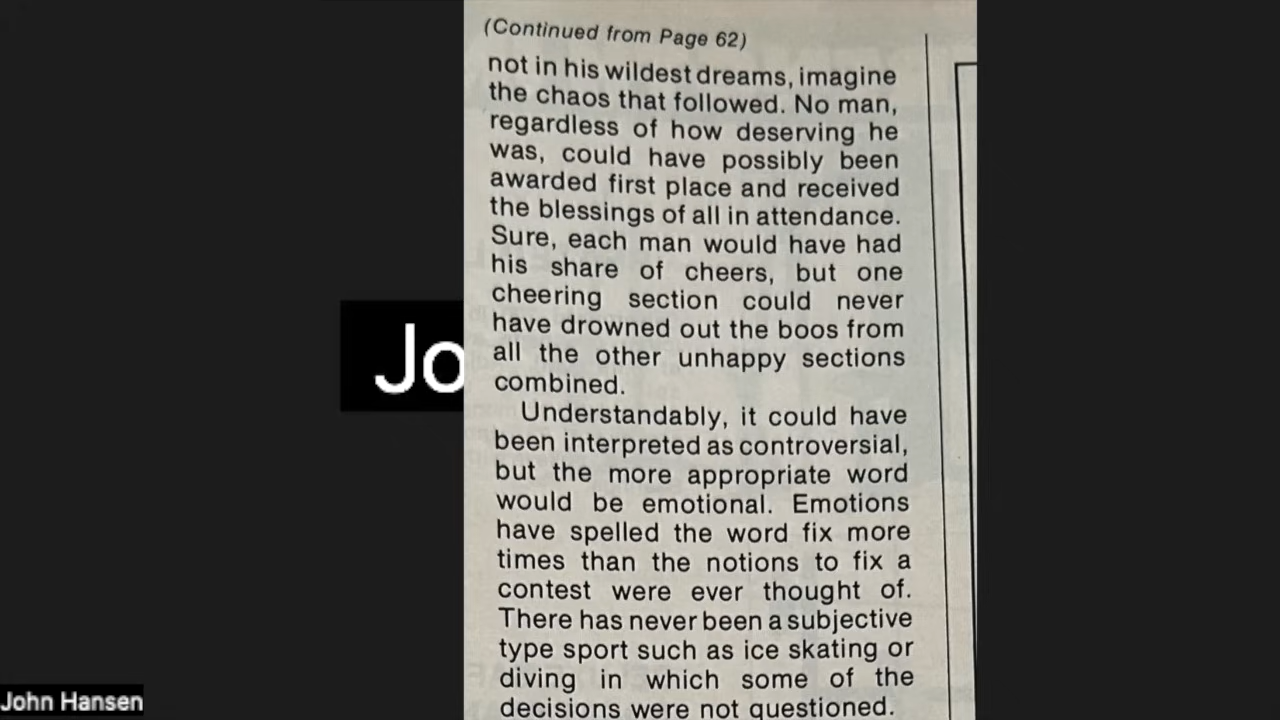 (Continued from Page 62)
not in his wildest dreams, imagine
the chaos that followed. No man,
regardless of how deserving he
was, could have possibly been
awarded first place and received
the blessings of all in attendance.
Sure, each man would have had
his share of cheers, but one
cheering section could never
have drowned out the boos from
all the other unhappy sections
combined.
Understandably, it could have
been interpreted as controversial,
but the more appropriate word
would be emotional. Emotions
have spelled the word fix more
times than the notions to fix a
contest were ever thought of.
There has never been a subjective
type sport such as ice skating or
diving in which some of the
decisions were not questioned.
Jo
John Hansen